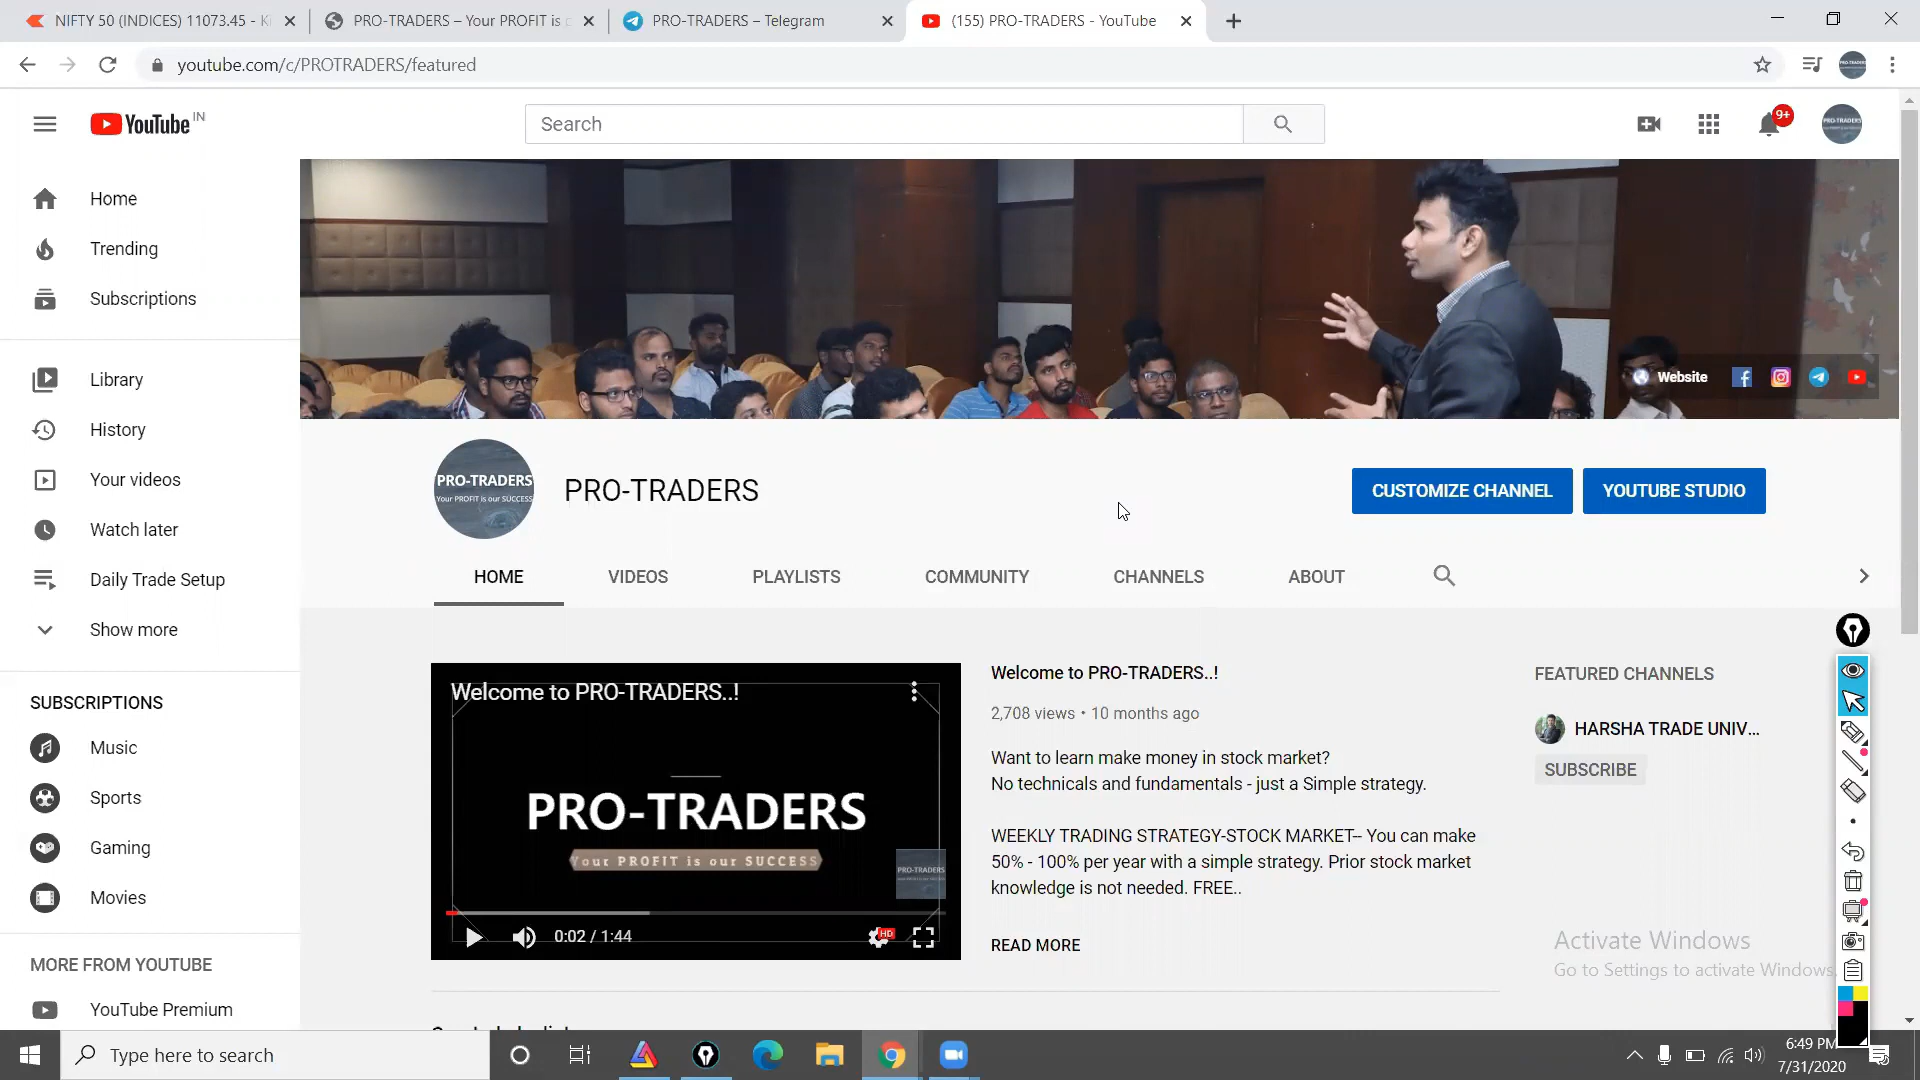 NIFTY 50 (INDICES) 11073.45 - K
PRO-TRADERS – Your PROFIT is
PRO-TRADERS – Telegram
(155) PRO-TRADERS - YouTube
youtube.com/c/PROTRADERS/featured
YouTube IN
Search
9+
Home
Trending
Subscriptions
Library
History
Your videos
Watch later
Daily Trade Setup
Show more
SUBSCRIPTIONS
Music
Sports
Gaming
Movies
MORE FROM YOUTUBE
YouTube Premium
Website
PRO-TRADERS
Your PROFIT is our SUCCESS
PRO-TRADERS
CUSTOMIZE CHANNEL
YOUTUBE STUDIO
HOME
VIDEOS
PLAYLISTS
COMMUNITY
CHANNELS
ABOUT
Welcome to PRO-TRADERS..!
PRO-TRADERS
Your PROFIT is our SUCCESS
PRO-TRADERS
0:02 / 1:44
HD
Welcome to PRO-TRADERS..!
2,708 views • 10 months ago
Want to learn make money in stock market?
No technicals and fundamentals - just a Simple strategy.
WEEKLY TRADING STRATEGY-STOCK MARKET-- You can make
50% - 100% per year with a simple strategy. Prior stock market
knowledge is not needed. FREE..
READ MORE
FEATURED CHANNELS
HARSHA TRADE UNIV...
SUBSCRIBE
Activate Windows
Go to Settings to activate Windows.
Type here to search
6:49 PM
7/31/2020